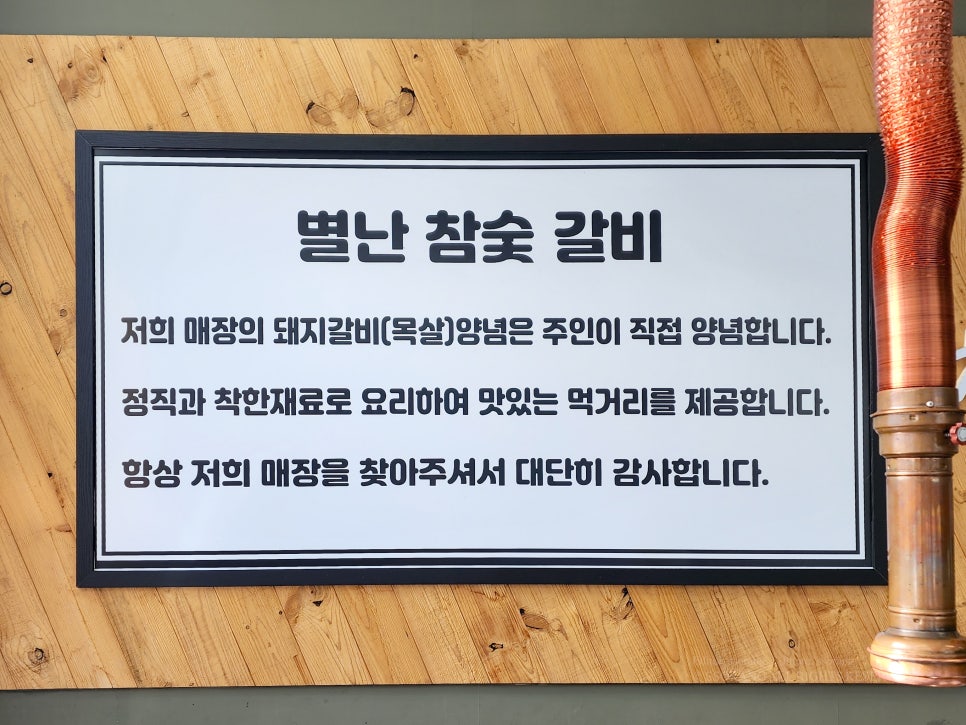 별난 참숯 갈비
저희 매장의 돼지갈비(목살)양념은 주인이 직접 양념합니다.
정직과 착한재료로 요리하여 맛있는 먹거리를 제공합니다.
항상 저희 매장을 찾아주셔서 대단히 감사합니다.